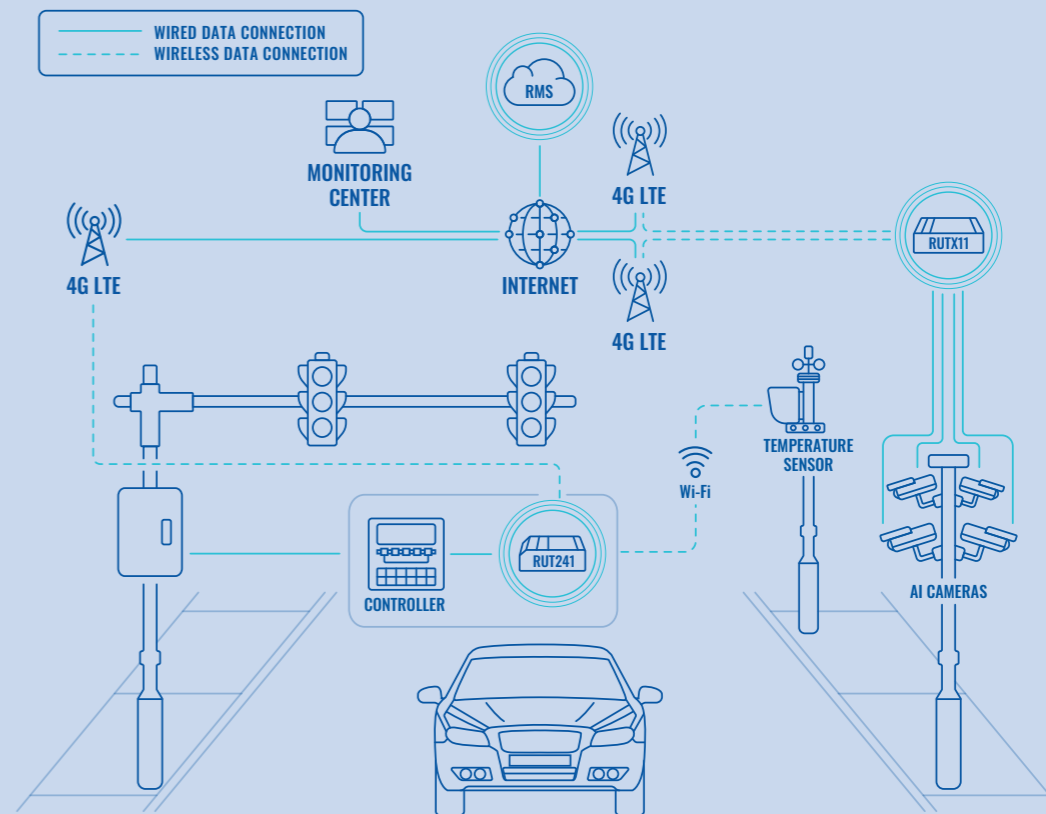 WIRED DATA CONNECTION
WIRELESS DATA CONNECTION
RMS
MONITORING
CENTER
4G LTE
4G LTE
RUTX11
INTERNET
4G LTE
4G LTE
TEMPERATURE
SENSOR
Wi-Fi
RUT241
CONTROLLER
AI CAMERAS